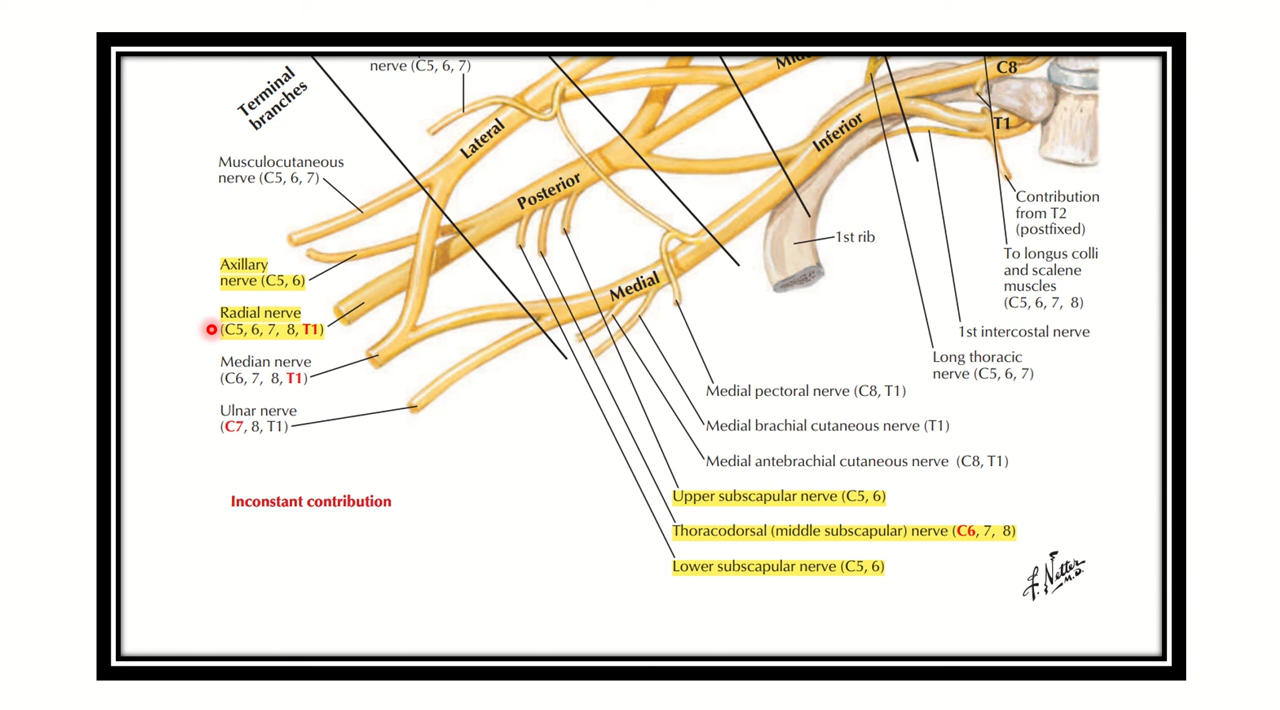 nerve (C5, 6, 7)
Terminal
branches
Lateral
Posterior
Medial
Inferior
C8
T1
Musculocutaneous
nerve (C5, 6, 7)
Axillary
nerve (C5, 6)
Radial nerve
(C5, 6, 7, 8, T1)
Median nerve
(C6, 7, 8, T1)
Ulnar nerve
(C7, 8, T1)
Inconstant contribution
1st rib
Contribution
from T2
(postfixed)
To longus colli
and scalene
muscles
(C5, 6, 7, 8)
1st intercostal nerve
Long thoracic
nerve (C5, 6, 7)
Medial pectoral nerve (C8, T1)
Medial brachial cutaneous nerve (T1)
Medial antebrachial cutaneous nerve (C8, T1)
Upper subscapular nerve (C5, 6)
Thoracodorsal (middle subscapular) nerve (C6, 7, 8)
Lower subscapular nerve (C5, 6)
F. Netter
M.D.